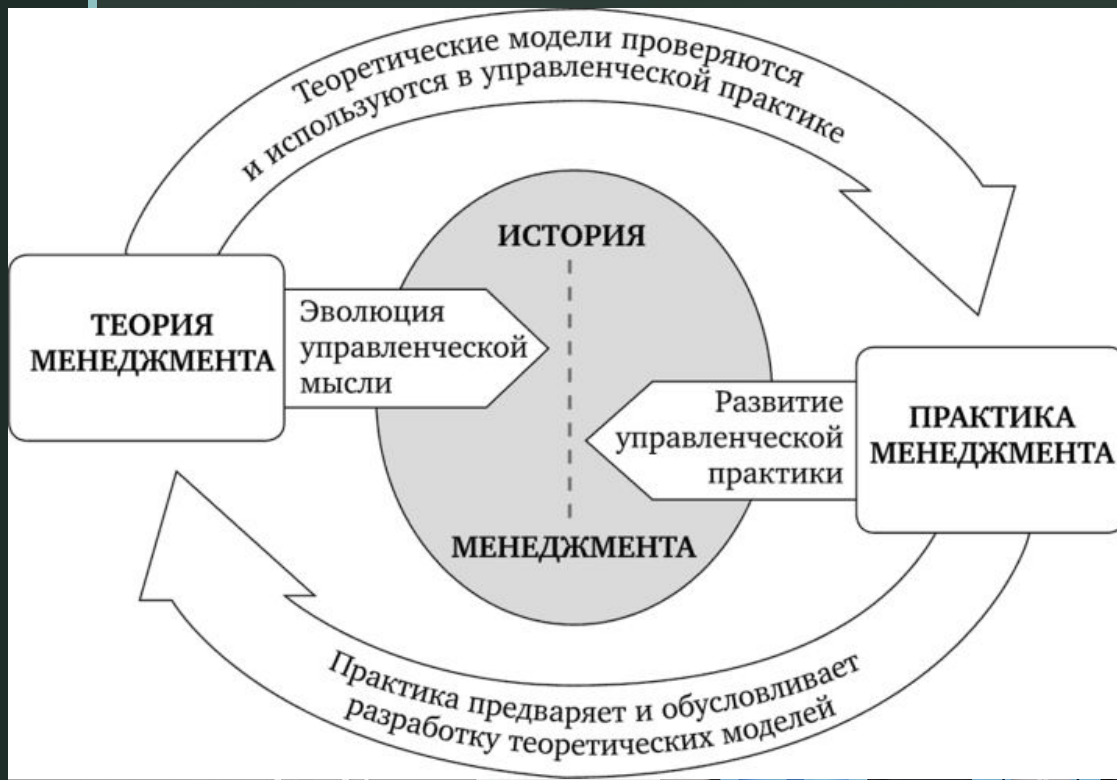 Теоретические модели проверяются
и используются в управленческой практике
ИСТОРИЯ
ТЕОРИЯ
МЕНЕДЖМЕНТА
Эволюция
управленческой
мысли
Развитие
управленческой
практики
ПРАКТИКА
МЕНЕДЖМЕНТА
МЕНЕДЖМЕНТА
Практика предваряет и обусловливает
разработку теоретических моделей